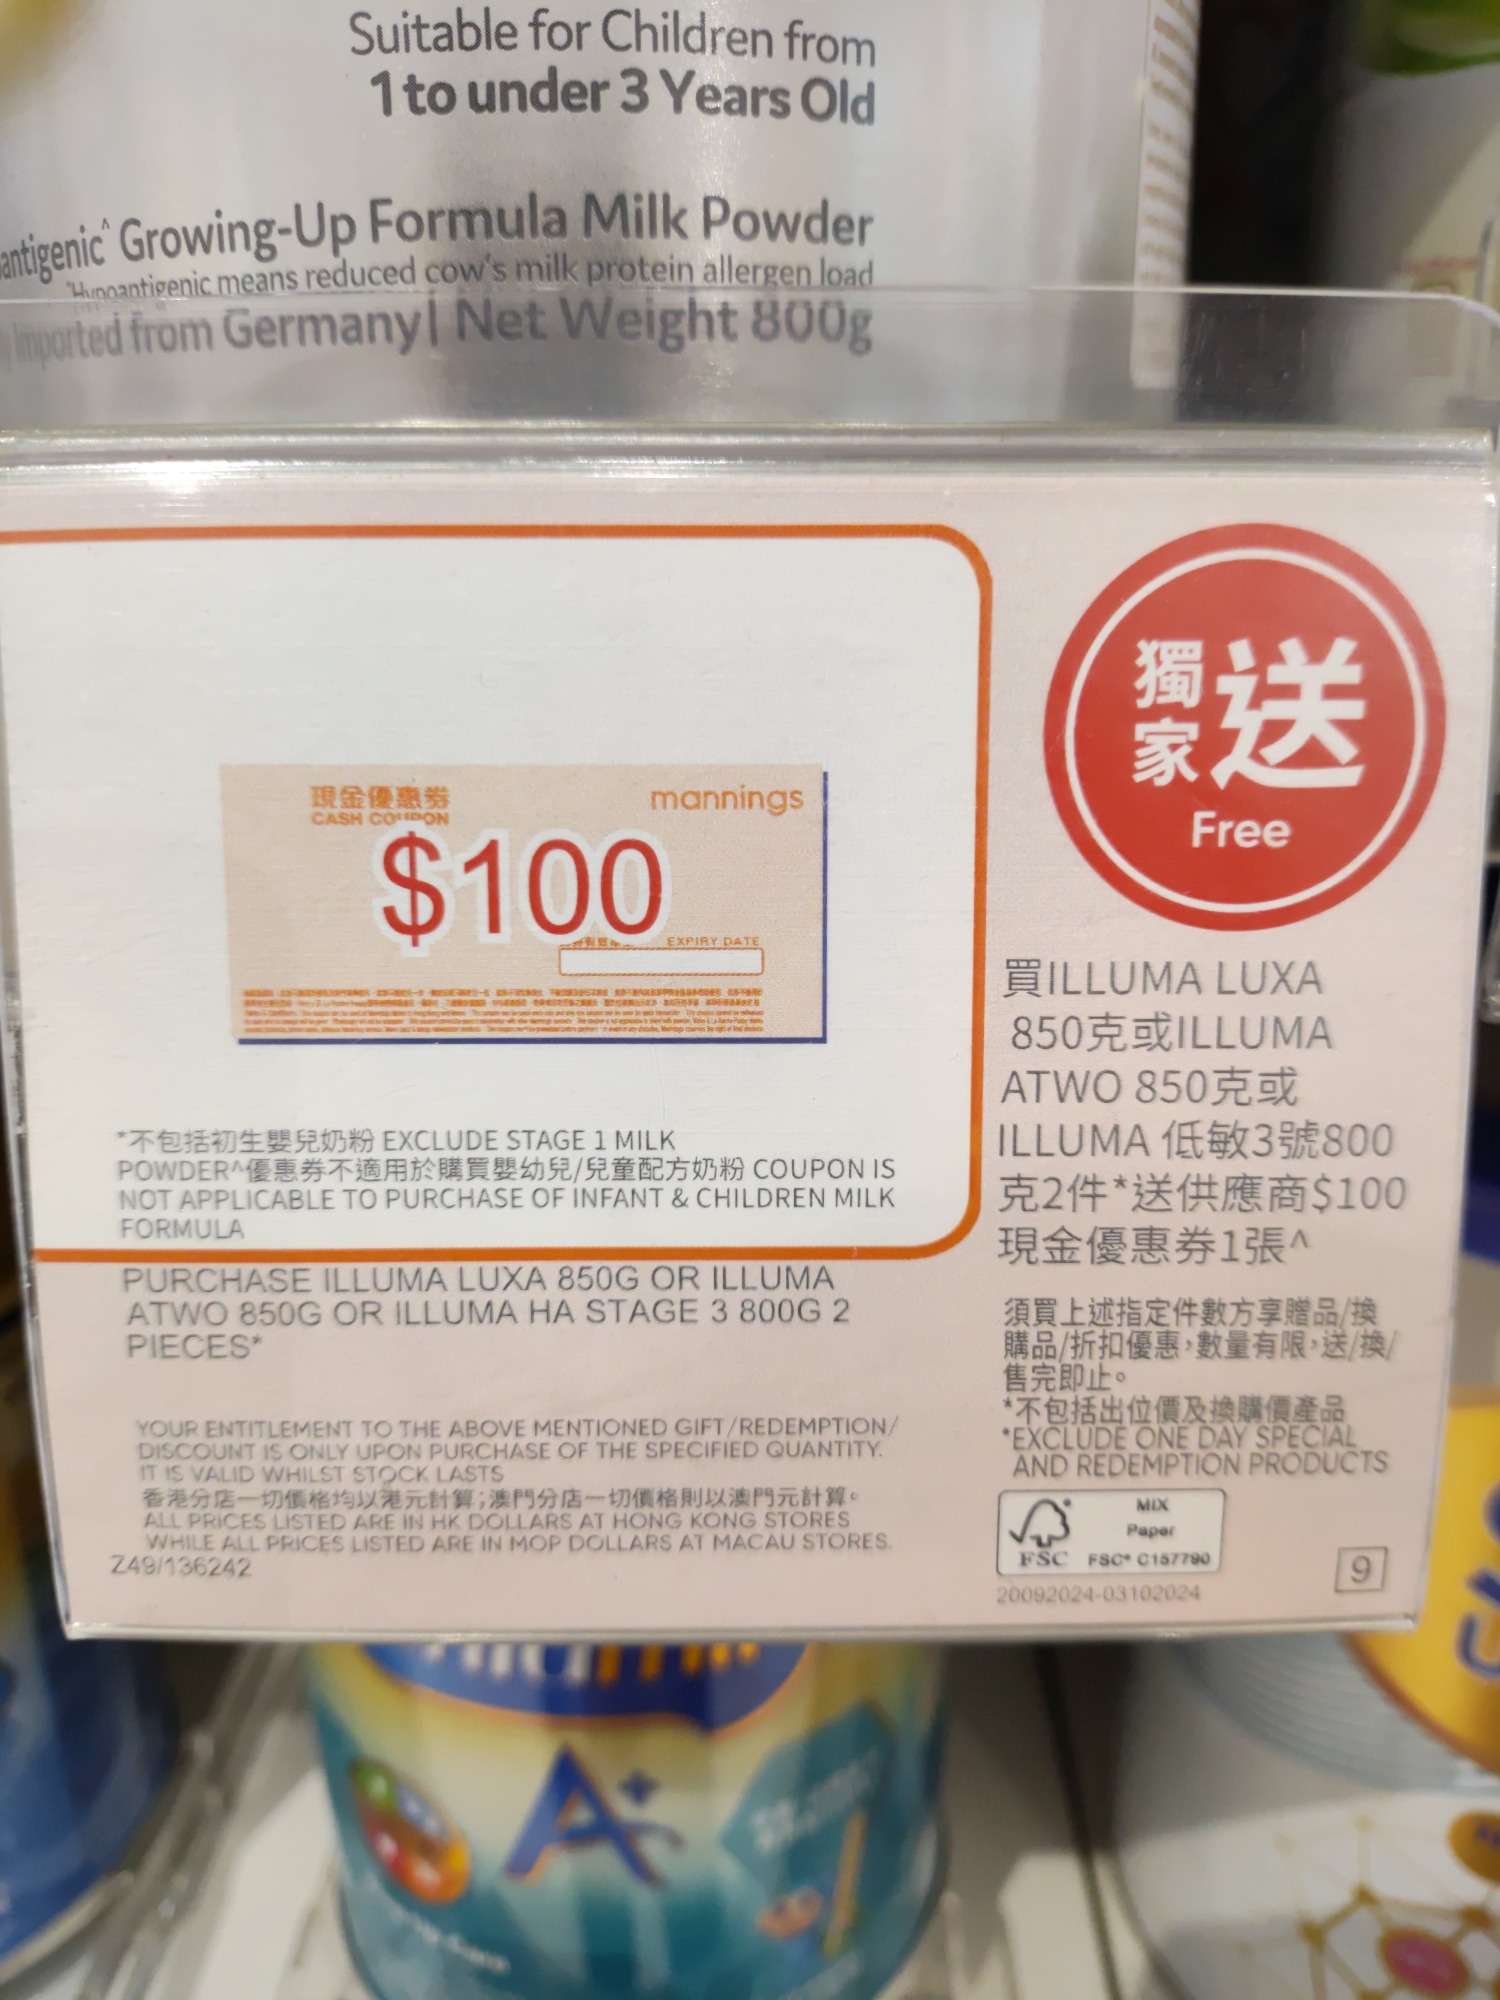 Suitable for Children from
1 to under 3 Years Old
antigenic^ Growing-Up Formula Milk Powder
^Hypoantigenic means reduced cow's milk protein allergen load
Imported from Germany| Net Weight 800g
現金優惠券
CASH COUPON
mannings
$100
EXPIRY DATE
獨家送
Free
*不包括初生嬰兒奶粉 EXCLUDE STAGE 1 MILK
POWDER^優惠券不適用於購買嬰幼兒/兒童配方奶粉 COUPON IS
NOT APPLICABLE TO PURCHASE OF INFANT & CHILDREN MILK
FORMULA
PURCHASE ILLUMA LUXA 850G OR ILLUMA
ATWO 850G OR ILLUMA HA STAGE 3 800G 2
PIECES*
YOUR ENTITLEMENT TO THE ABOVE MENTIONED GIFT/REDEMPTION/
DISCOUNT IS ONLY UPON PURCHASE OF THE SPECIFIED QUANTITY.
IT IS VALID WHILST STOCK LASTS
香港分店一切價格均以港元計算;澳門分店一切價格則以澳門元計算。
ALL PRICES LISTED ARE IN HK DOLLARS AT HONG KONG STORES
WHILE ALL PRICES LISTED ARE IN MOP DOLLARS AT MACAU STORES.
Z49/136242
買ILLUMA LUXA
850克或ILLUMA
ATWO 850克或
ILLUMA 低敏3號800
克2件*送供應商$100
現金優惠券1張^
須買上述指定件數方享贈品/換
購品/折扣優惠,數量有限,送/換/
售完即止。
*不包括出位價及換購價產品
*EXCLUDE ONE DAY SPECIAL
AND REDEMPTION PRODUCTS
MIX
Paper
FSC FSC® C157790
20092024-03102024
9
A+